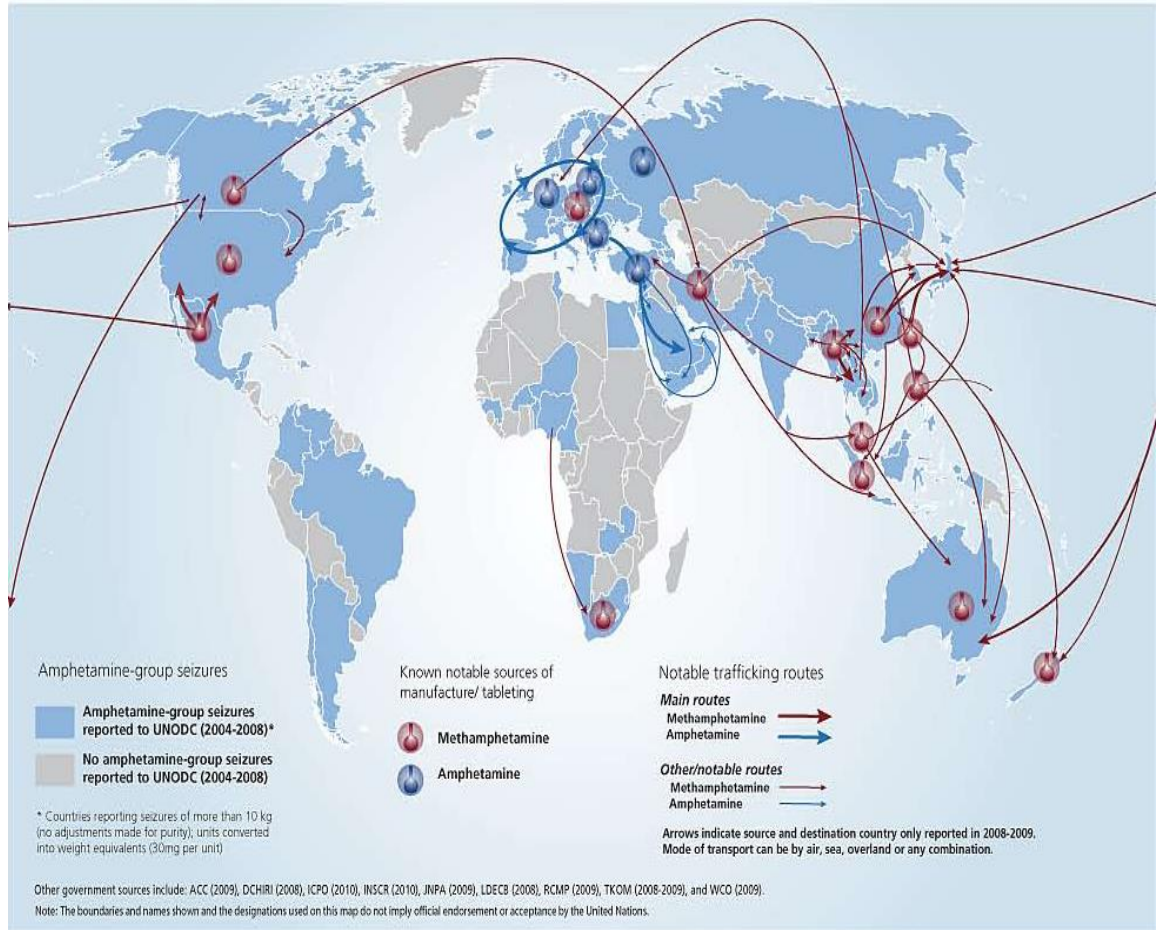 Amphetamine-group seizures
Amphetamine-group seizures
reported to UNODC (2004-2008)*
No amphetamine-group seizures
reported to UNODC (2004-2008)
* Countries reporting seizures of more than 10 kg
(no adjustments made for purity); units converted
into weight equivalents (30mg per unit)
Known notable sources of
manufacture/ tableting
Methamphetamine
Amphetamine
Notable trafficking routes
Main routes
Methamphetamine
Amphetamine
Other/notable routes
Methamphetamine
Amphetamine
Arrows indicate source and destination country only reported in 2008-2009.
Mode of transport can be by air, sea, overland or any combination.
Other government sources include: ACC (2009), DCHIRI (2008), ICPO (2010), INSCR (2010), JNPA (2009), LDECB (2008), RCMP (2009), TKOM (2008-2009), and WCO (2009).
Note: The boundaries and names shown and the designations used on this map do not imply official endorsement or acceptance by the United Nations.